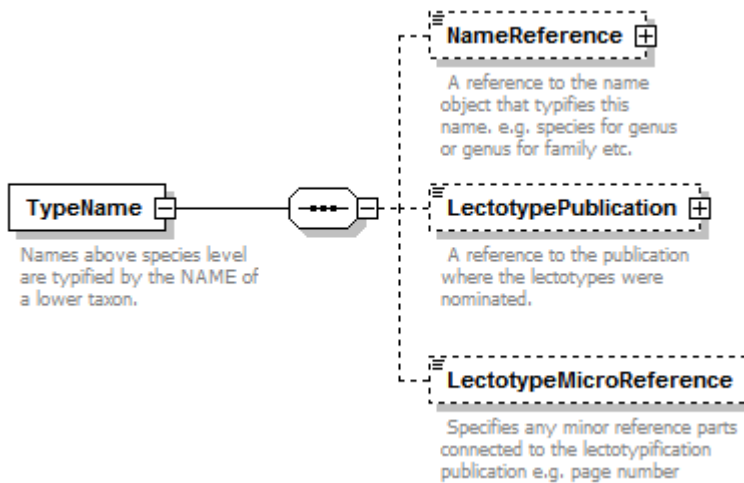 NameReference
A reference to the name
object that typifies this
name. e.g. species for genus
or genus for family etc.
TypeName
Names above species level
are typified by the NAME of
a lower taxon.
LectotypePublication
A reference to the publication
where the lectotypes were
nominated.
LectotypeMicroReference
Specifies any minor reference parts
connected to the lectotypification
publication e.g. page number